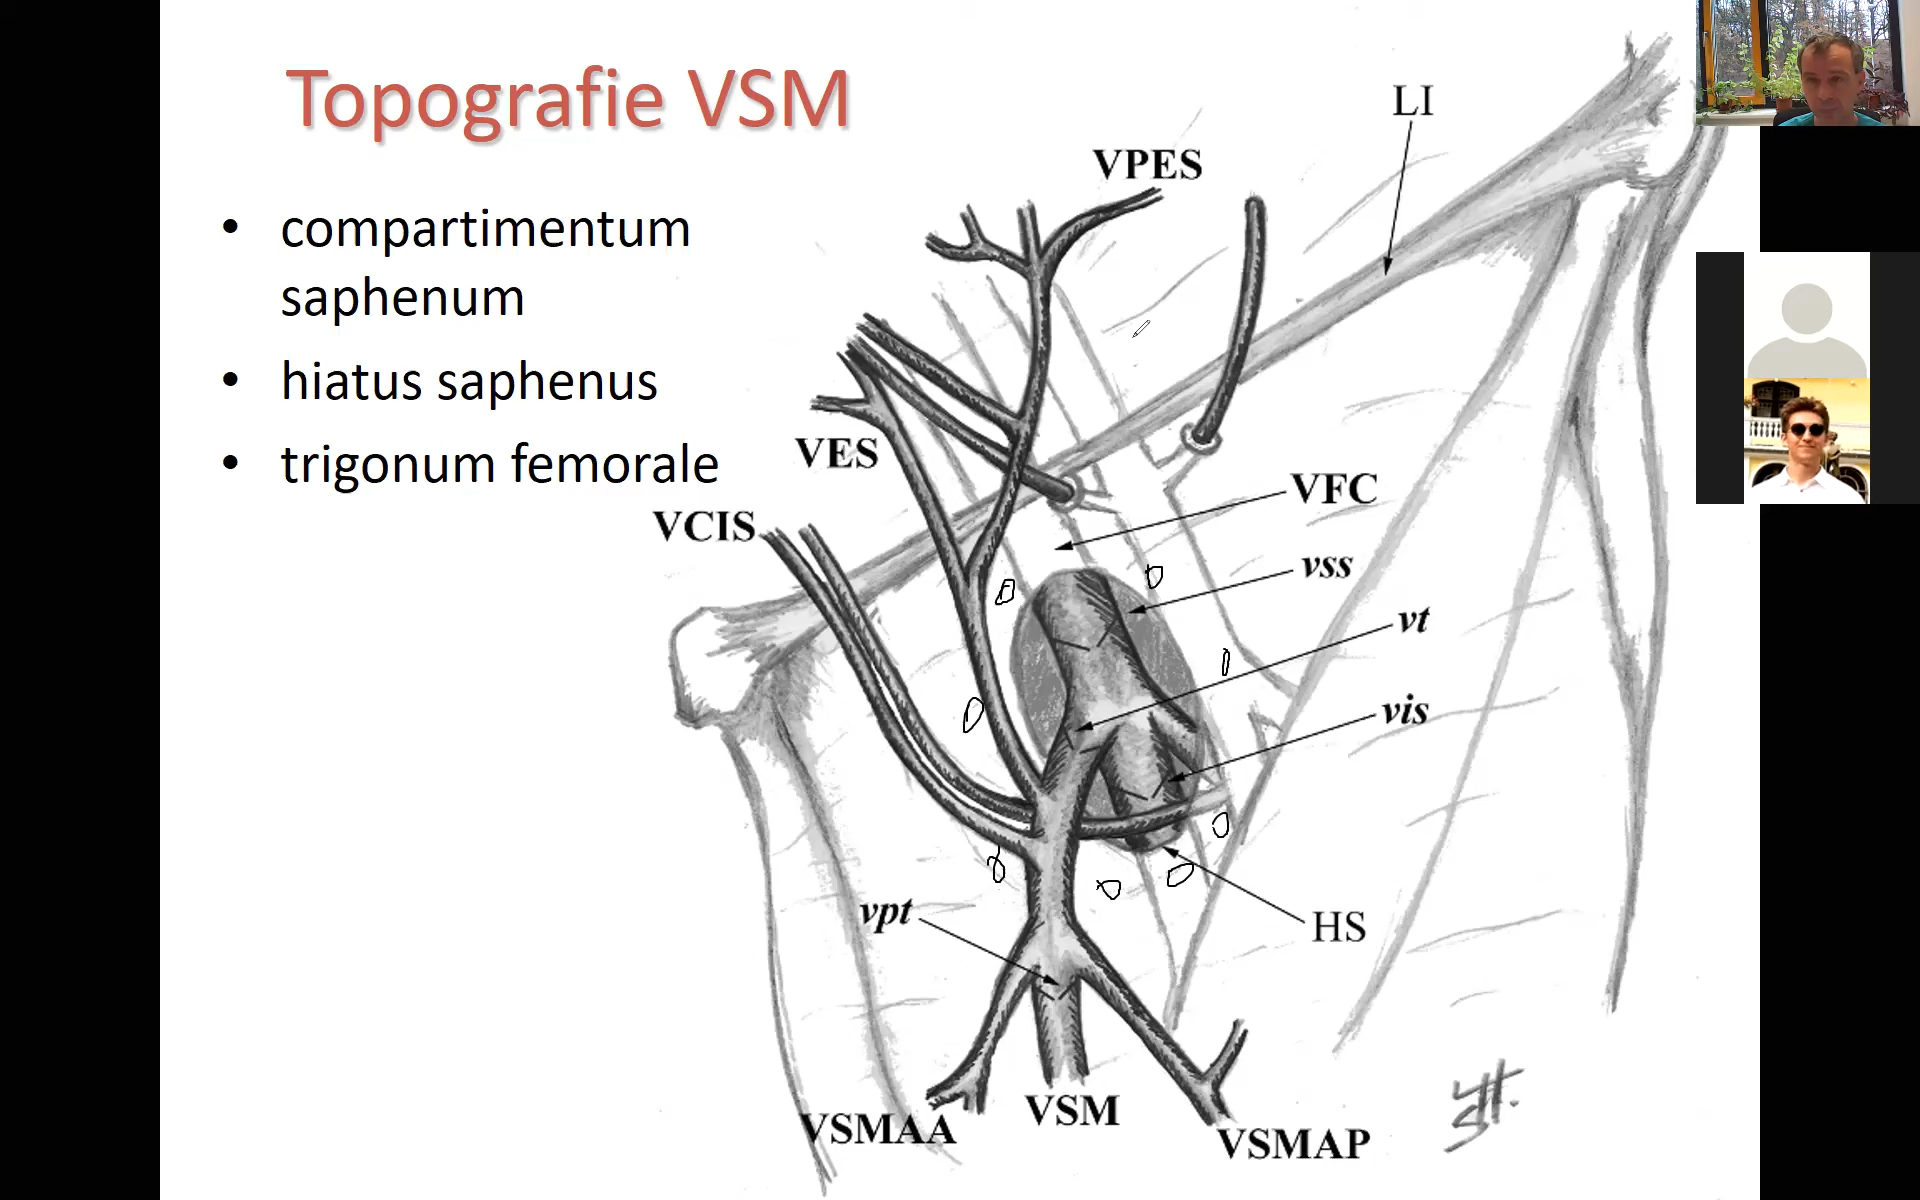 Topografie VSM
• compartimentum
saphenum
• hiatus saphenus
• trigonum femorale
LI
VPES
VES
VFC
VCIS
vss
vt
vis
vpt
HS
VSM
VSMAA
VSMAP